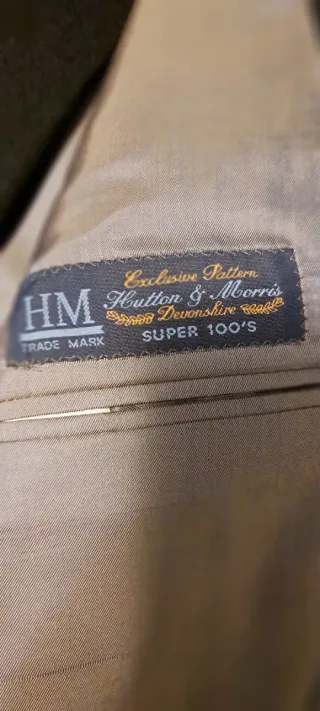 HM
TRADE MARK
Exclusive Pattern
Hutton & Morris
Devonshire
SUPER 100'S